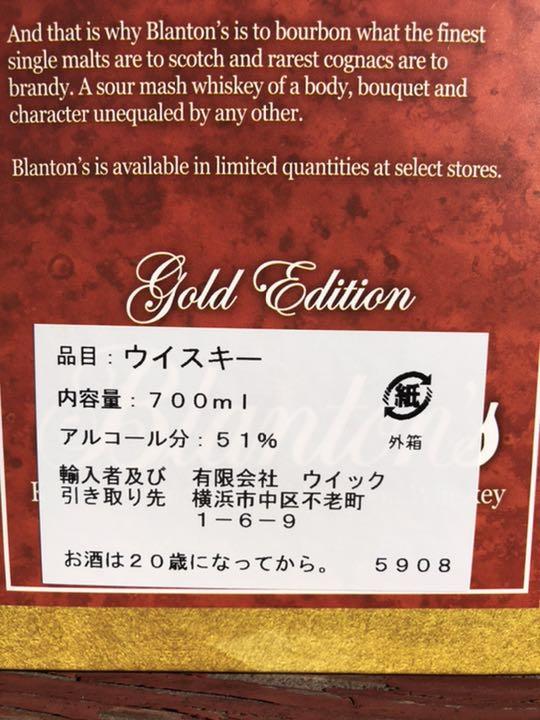 And that is why Blanton's is to bourbon what the finest
single malts are to scotch and rarest cognacs are to
brandy. A sour mash whiskey of a body, bouquet and
character unequaled by any other.
Blanton's is available in limited quantities at select stores.
Gold Edition
品目：ウイスキー
内容量：７００ｍｌ
アルコール分：５１％
紙
外箱
輸入者及び　有限会社　ウイック
引き取り先　横浜市中区不老町
１－６－９
お酒は２０歳になってから。　５９０８
Blanton's